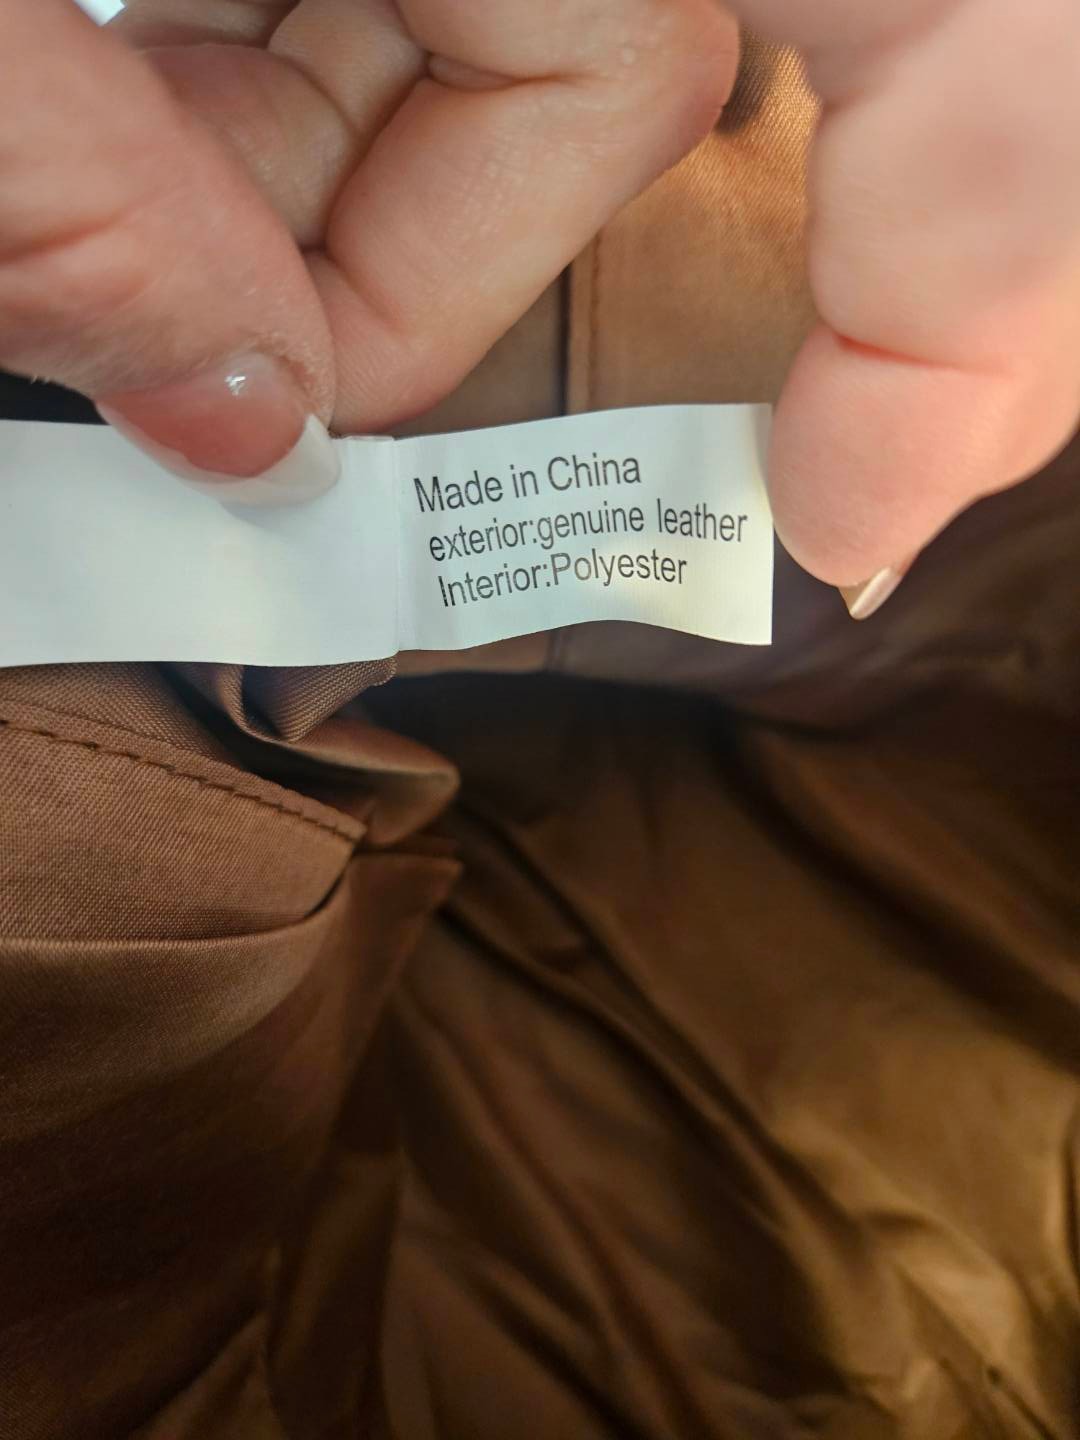 Made in China
exterior:genuine leather
Interior:Polyester